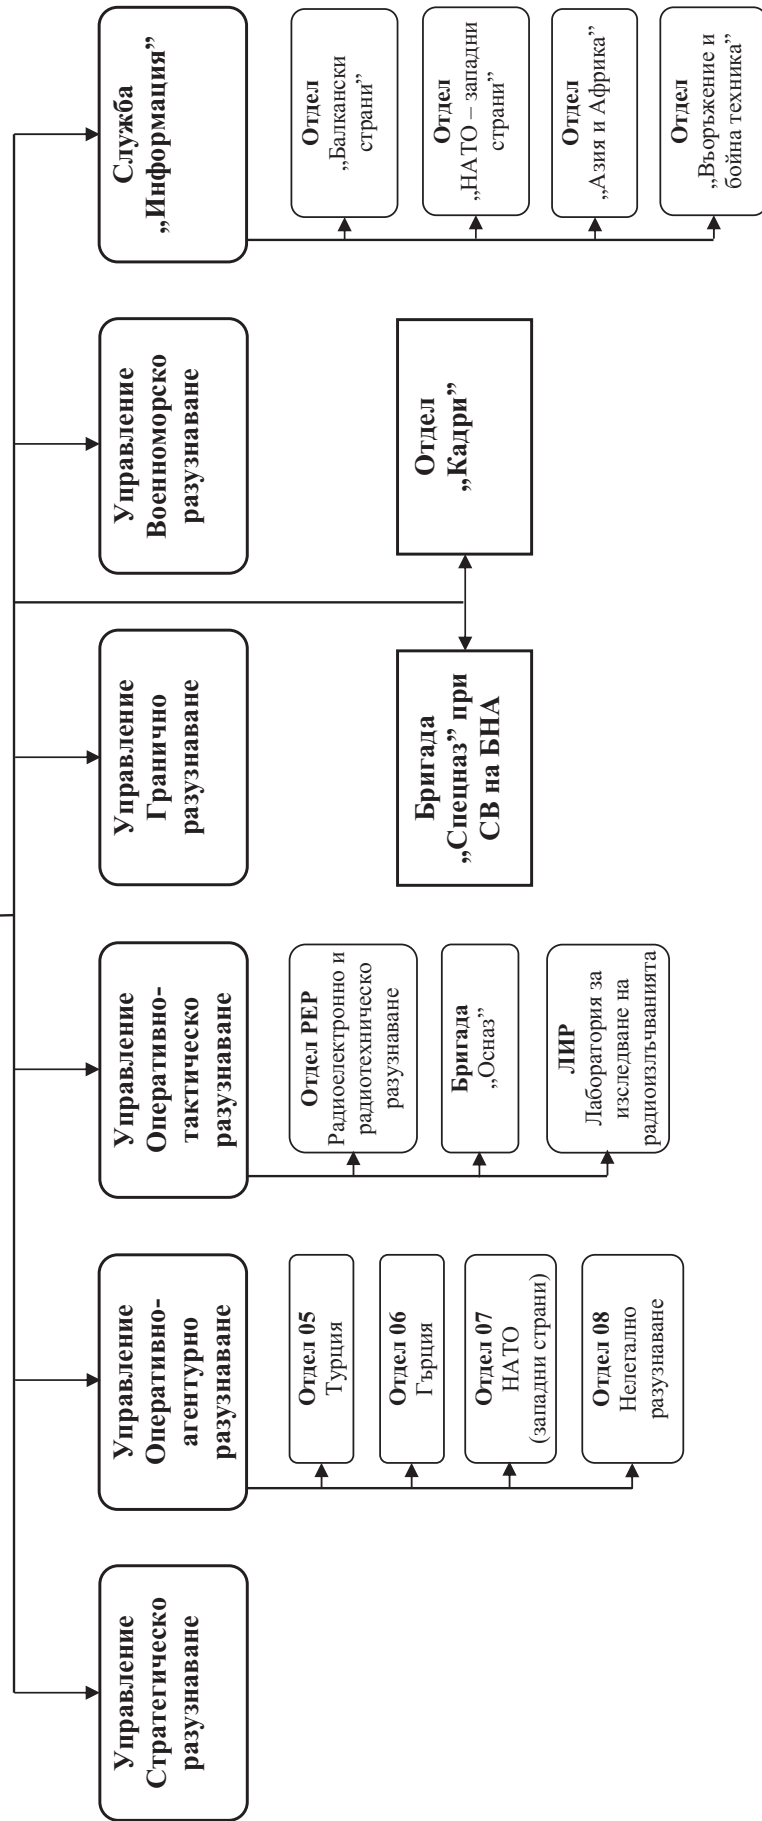 Управление
Стратегическо
разузнаване
Управление
Оперативно-
агентурно
разузнаване
Отдел 05
Турция
Отдел 06
Гърция
Отдел 07
НАТО
(западни страни)
Отдел 08
Нелегално
разузнаване
Управление
Оперативно-
тактическо
разузнаване
Отдел РЕР
Радиоелектронно и
радиотехническо
разузнаване
Бригада
„Осназ”
ЛИР
Лаборатория за
изследване на
радиоизлъчванията
Управление
Гранично
разузнаване
Управление
Военноморско
разузнаване
Бригада
„Спецназ” при
СВ на БНА
Отдел
„Кадри”
Служба
„Информация”
Отдел
„Балкански
страни”
Отдел
„НАТО – западни
страни”
Отдел
„Азия и Африка”
Отдел
„Въоръжение и
бойна техника”